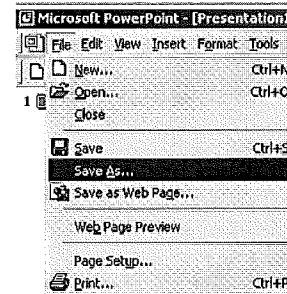 Microsoft PowerPoint - [Presentation
File Edit View Insert Format Tools
New... Ctrl+N
1 Open... Ctrl+O
Close
Save Ctrl+S
Save As...
Save as Web Page...
Web Page Preview
Page Setup...
Print... Ctrl+P